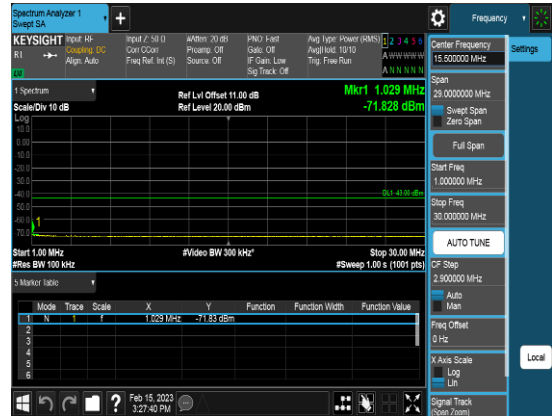 Spectrum Analyzer 1
Swept SA
+
Frequency
KEYSIGHT
R1
LXI
Input: RF
Coupling: DC
Align: Auto
Input Z: 50 Ω
Corr CCorr
Freq Ref: Int (S)
#Atten: 20 dB
Preamp: Off
Source: Off
PNO: Fast
Gate: Off
IF Gain: Low
Sig Track: Off
Avg Type: Power (RMS)
Avg|Hold: 10/10
Trig: Free Run
1 2 3 4 5 6
A W W W W W
A N N N N N
Center Frequency
15.500000 MHz
Settings
Span
29.0000000 MHz
Swept Span
Zero Span
Full Span
Start Freq
1.000000 MHz
Stop Freq
30.000000 MHz
AUTO TUNE
CF Step
2.900000 MHz
Auto
Man
Freq Offset
0 Hz
X Axis Scale
Log
Lin
Signal Track
(Span Zoom)
Local
1 Spectrum
Scale/Div 10 dB
Ref Lvl Offset 11.00 dB
Ref Level 20.00 dBm
Mkr1 1.029 MHz
-71.828 dBm
Log
10.0
0.00
-10.0
-20.0
-30.0
-40.0
-50.0
-60.0
-70.0
DL1 -43.00 dBm
1
Start 1.00 MHz
#Res BW 100 kHz
#Video BW 300 kHz*
Stop 30.00 MHz
#Sweep 1.00 s (1001 pts)
5 Marker Table
Mode Trace Scale X Y Function Function Width Function Value
1 N 1 f 1.029 MHz -71.83 dBm
2
3
4
5
6
?
Feb 15, 2023
3:27:40 PM